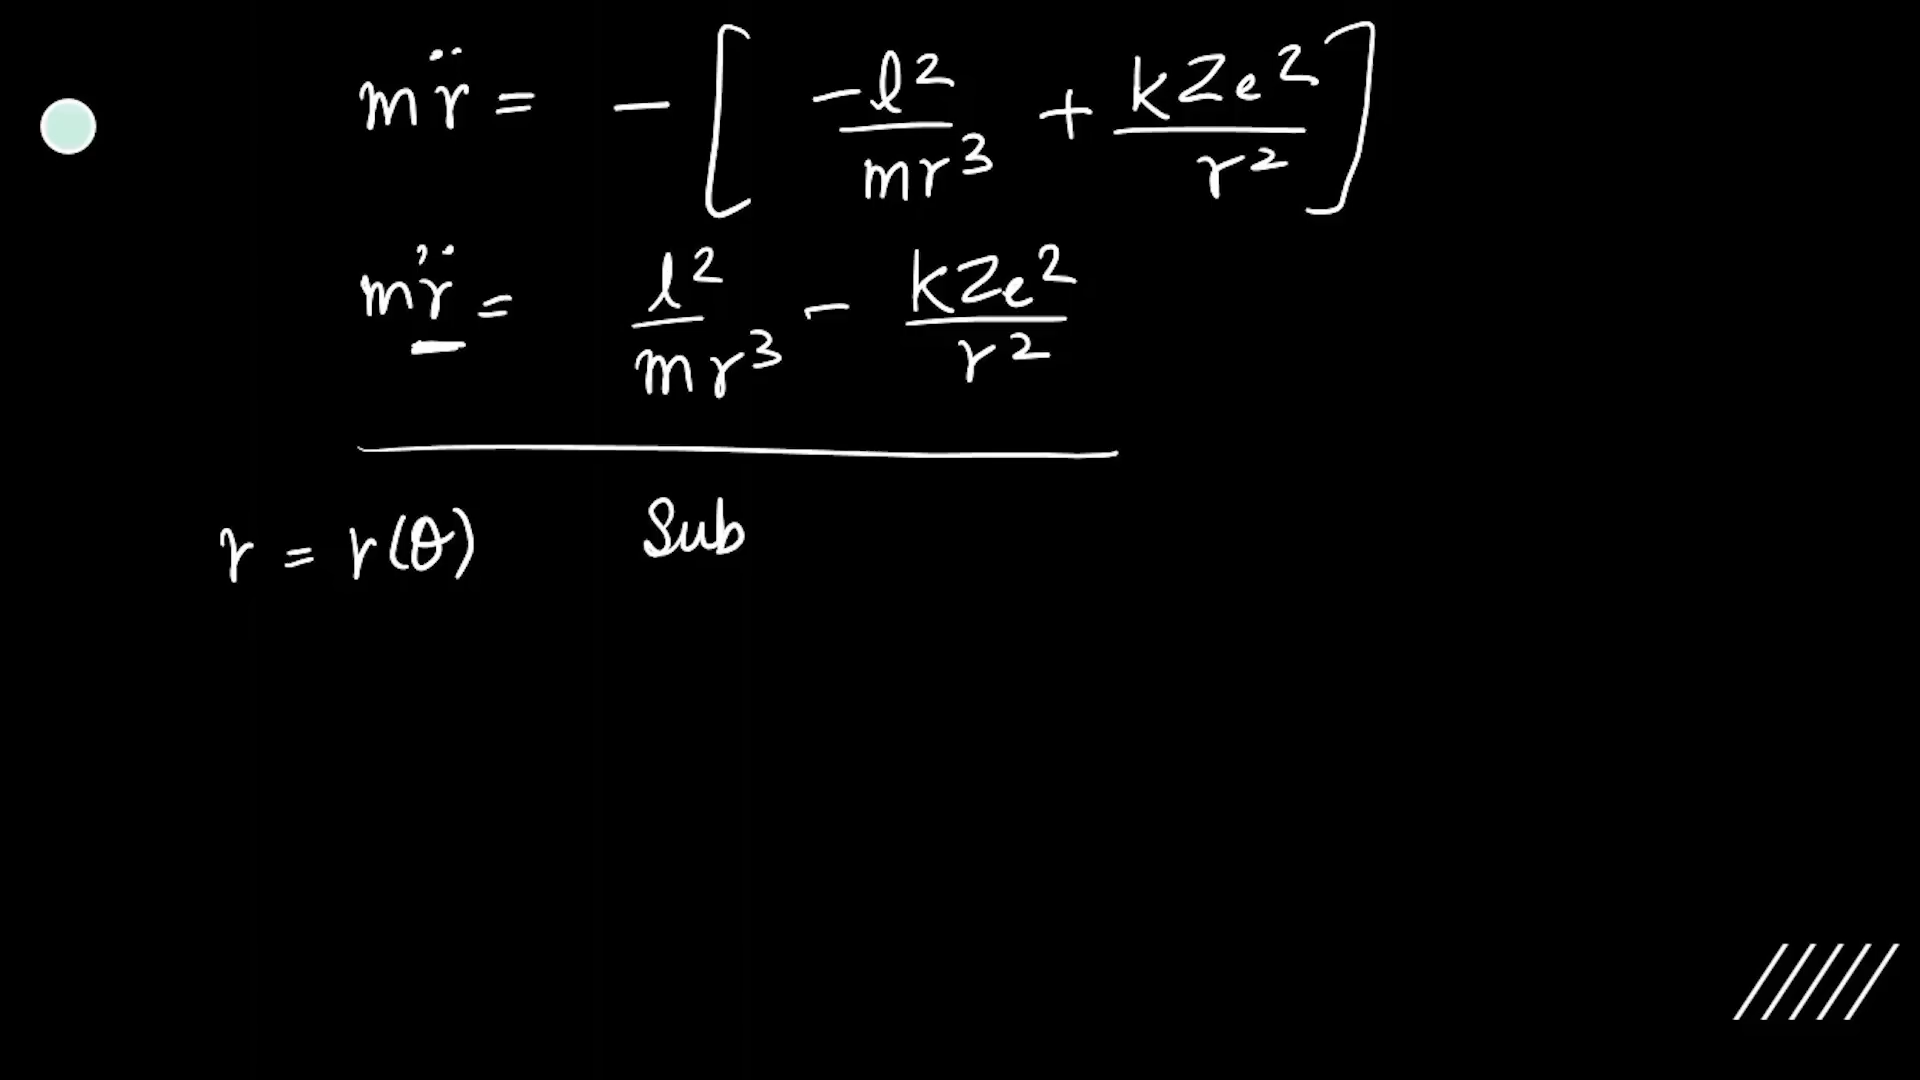 mr̈ = - [ -l²/mr³ + kZe²/r² ]
mr̈ = l²/mr³ - kZe²/r²
r = r(θ) Sub